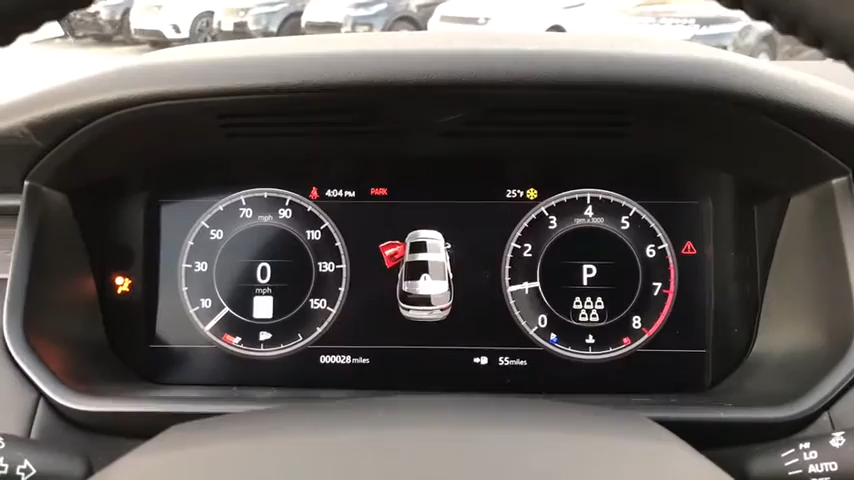 4:04 PM PARK 25°F
70 mph 90
50 110
30 130
10 150
0
mph
4
rpm x 1000
3 5
2 6
1 7
0 8
P
000028 miles
55 miles
HI
LO
AUTO